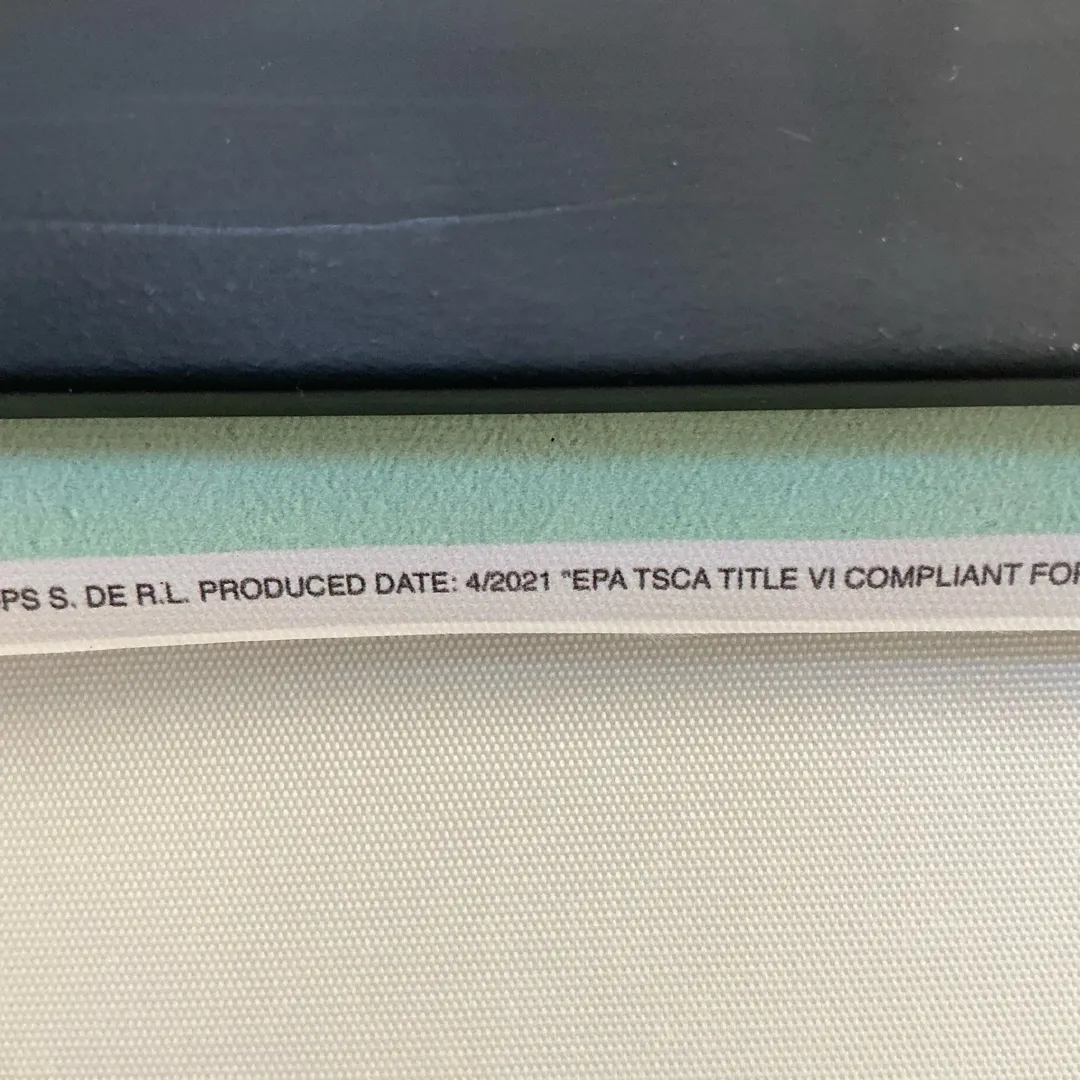 PS S. DE R.L. PRODUCED DATE: 4/2021 "EPA TSCA TITLE VI COMPLIANT FOR